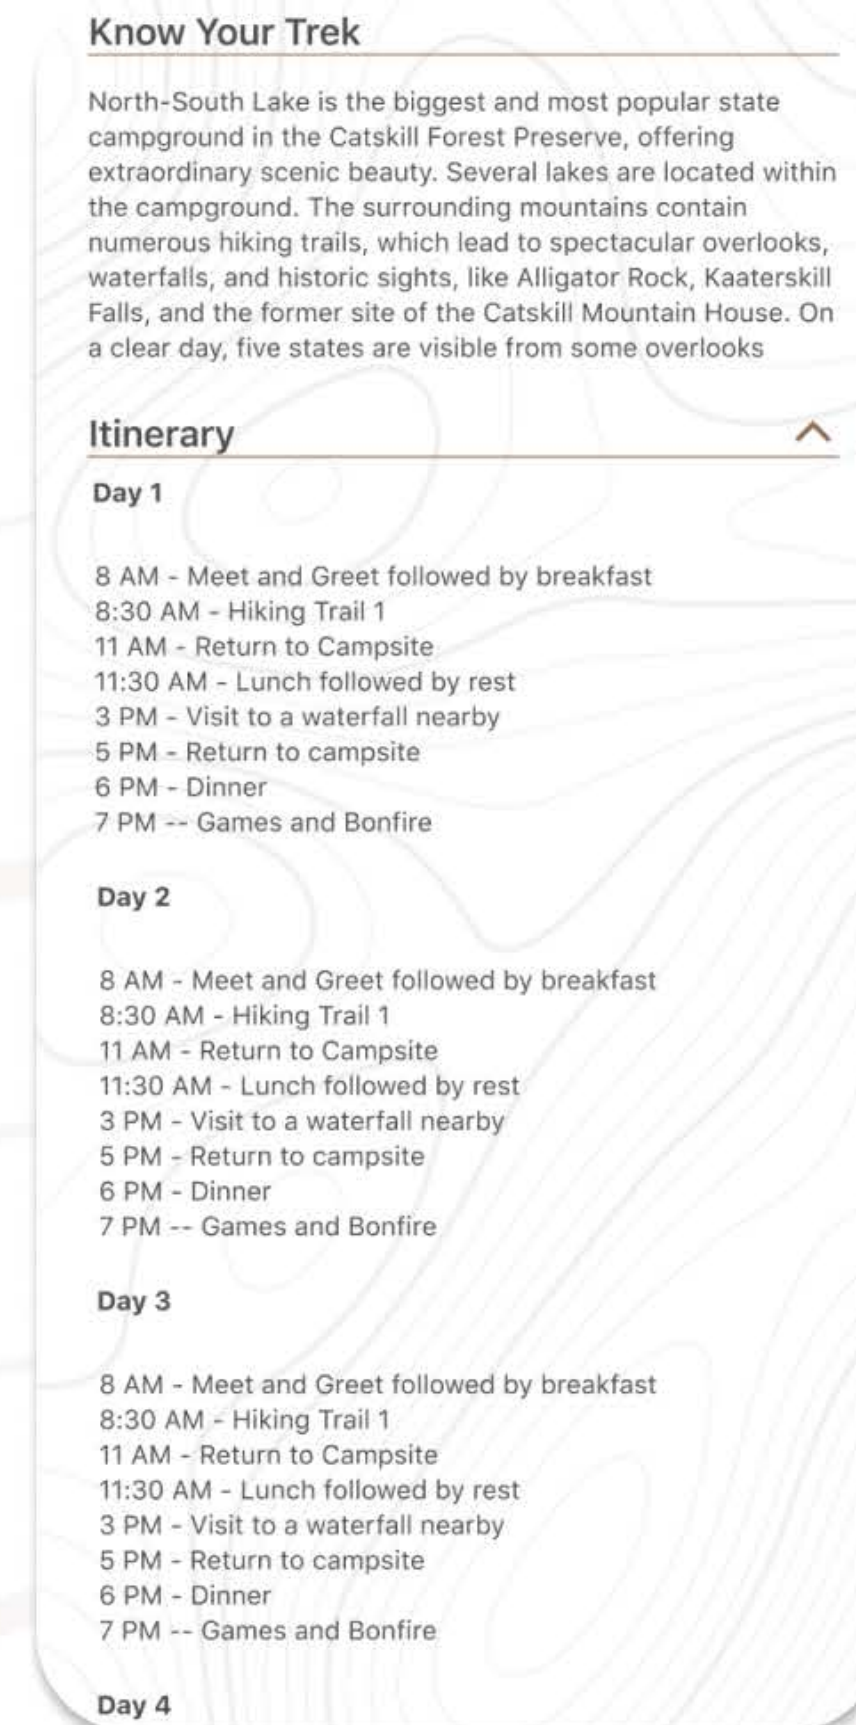 Know Your Trek
North-South Lake is the biggest and most popular state
campground in the Catskill Forest Preserve, offering
extraordinary scenic beauty. Several lakes are located within
the campground. The surrounding mountains contain
numerous hiking trails, which lead to spectacular overlooks,
waterfalls, and historic sights, like Alligator Rock, Kaaterskill
Falls, and the former site of the Catskill Mountain House. On
a clear day, five states are visible from some overlooks
Itinerary
Day 1
8 AM - Meet and Greet followed by breakfast
8:30 AM - Hiking Trail 1
11 AM - Return to Campsite
11:30 AM - Lunch followed by rest
3 PM - Visit to a waterfall nearby
5 PM - Return to campsite
6 PM - Dinner
7 PM -- Games and Bonfire
Day 2
8 AM - Meet and Greet followed by breakfast
8:30 AM - Hiking Trail 1
11 AM - Return to Campsite
11:30 AM - Lunch followed by rest
3 PM - Visit to a waterfall nearby
5 PM - Return to campsite
6 PM - Dinner
7 PM -- Games and Bonfire
Day 3
8 AM - Meet and Greet followed by breakfast
8:30 AM - Hiking Trail 1
11 AM - Return to Campsite
11:30 AM - Lunch followed by rest
3 PM - Visit to a waterfall nearby
5 PM - Return to campsite
6 PM - Dinner
7 PM -- Games and Bonfire
Day 4